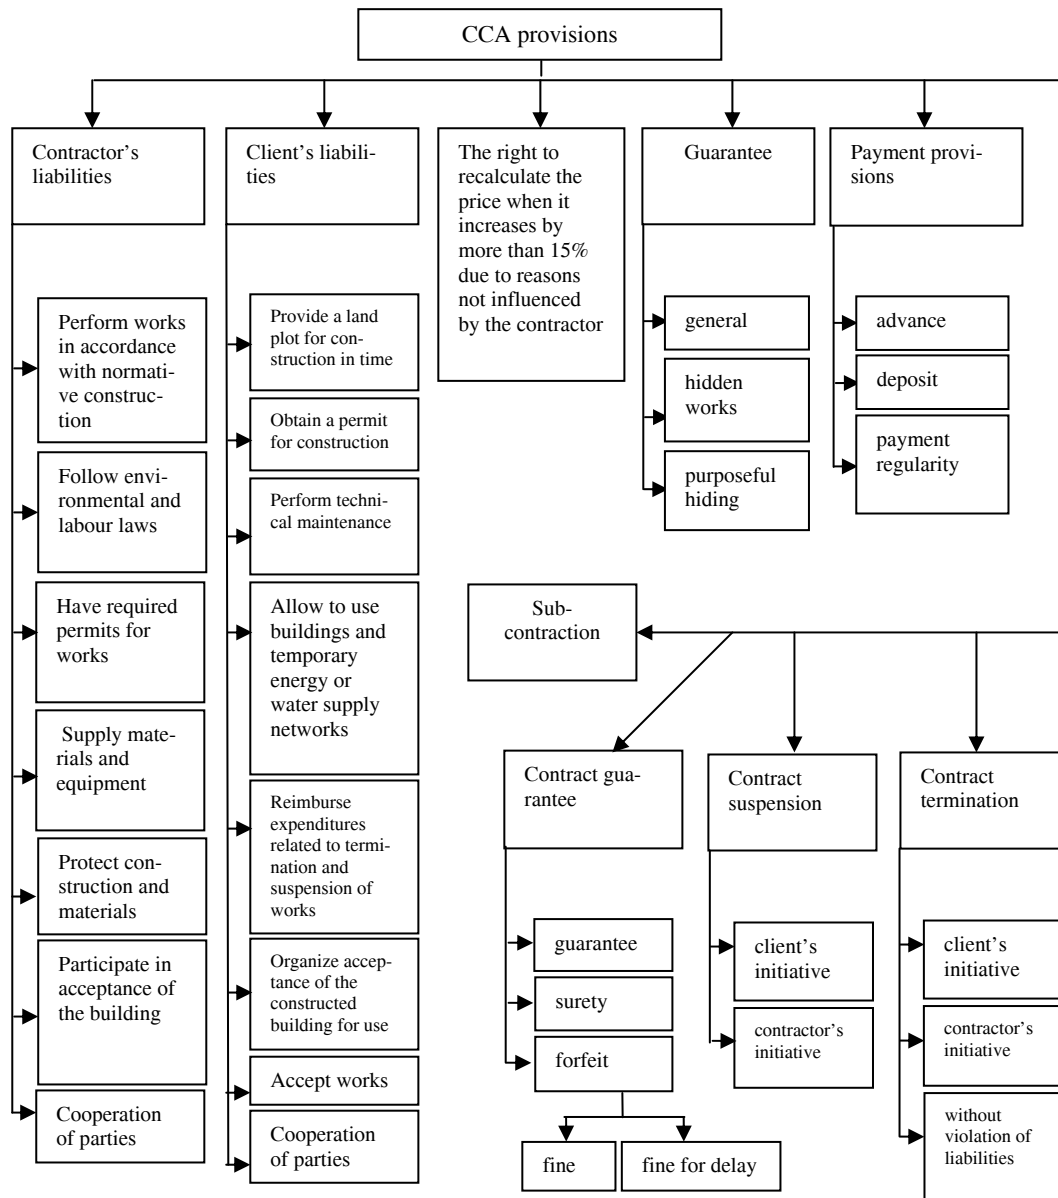 CCA provisions
Contractor's
liabilities
Client's liabili-
ties
The right to
recalculate the
price when it
increases by
more than 15%
due to reasons
not influenced
by the contractor
Guarantee
Payment provi-
sions
Perform works
in accordance
with normati-
ve construc-
tion
Follow envi-
ronmental and
labour laws
Have required
permits for
works
Supply mate-
rials and
equipment
Protect con-
struction and
materials
Participate in
acceptance of
the building
Cooperation
of parties
Provide a land
plot for con-
struction in time
Obtain a permit
for construction
Perform techni-
cal maintenance
Allow to use
buildings and
temporary
energy or
water supply
networks
Reimburse
expenditures
related to termi-
nation and
suspension of
works
Organize accep-
tance of the
constructed
building for use
Accept works
Cooperation
of parties
general
hidden
works
purposeful
hiding
advance
deposit
payment
regularity
Sub-
contraction
Contract gua-
rantee
Contract
suspension
Contract
termination
guarantee
surety
forfeit
fine
fine for delay
client's
initiative
contractor's
initiative
client's
initiative
contractor's
initiative
without
violation of
liabilities